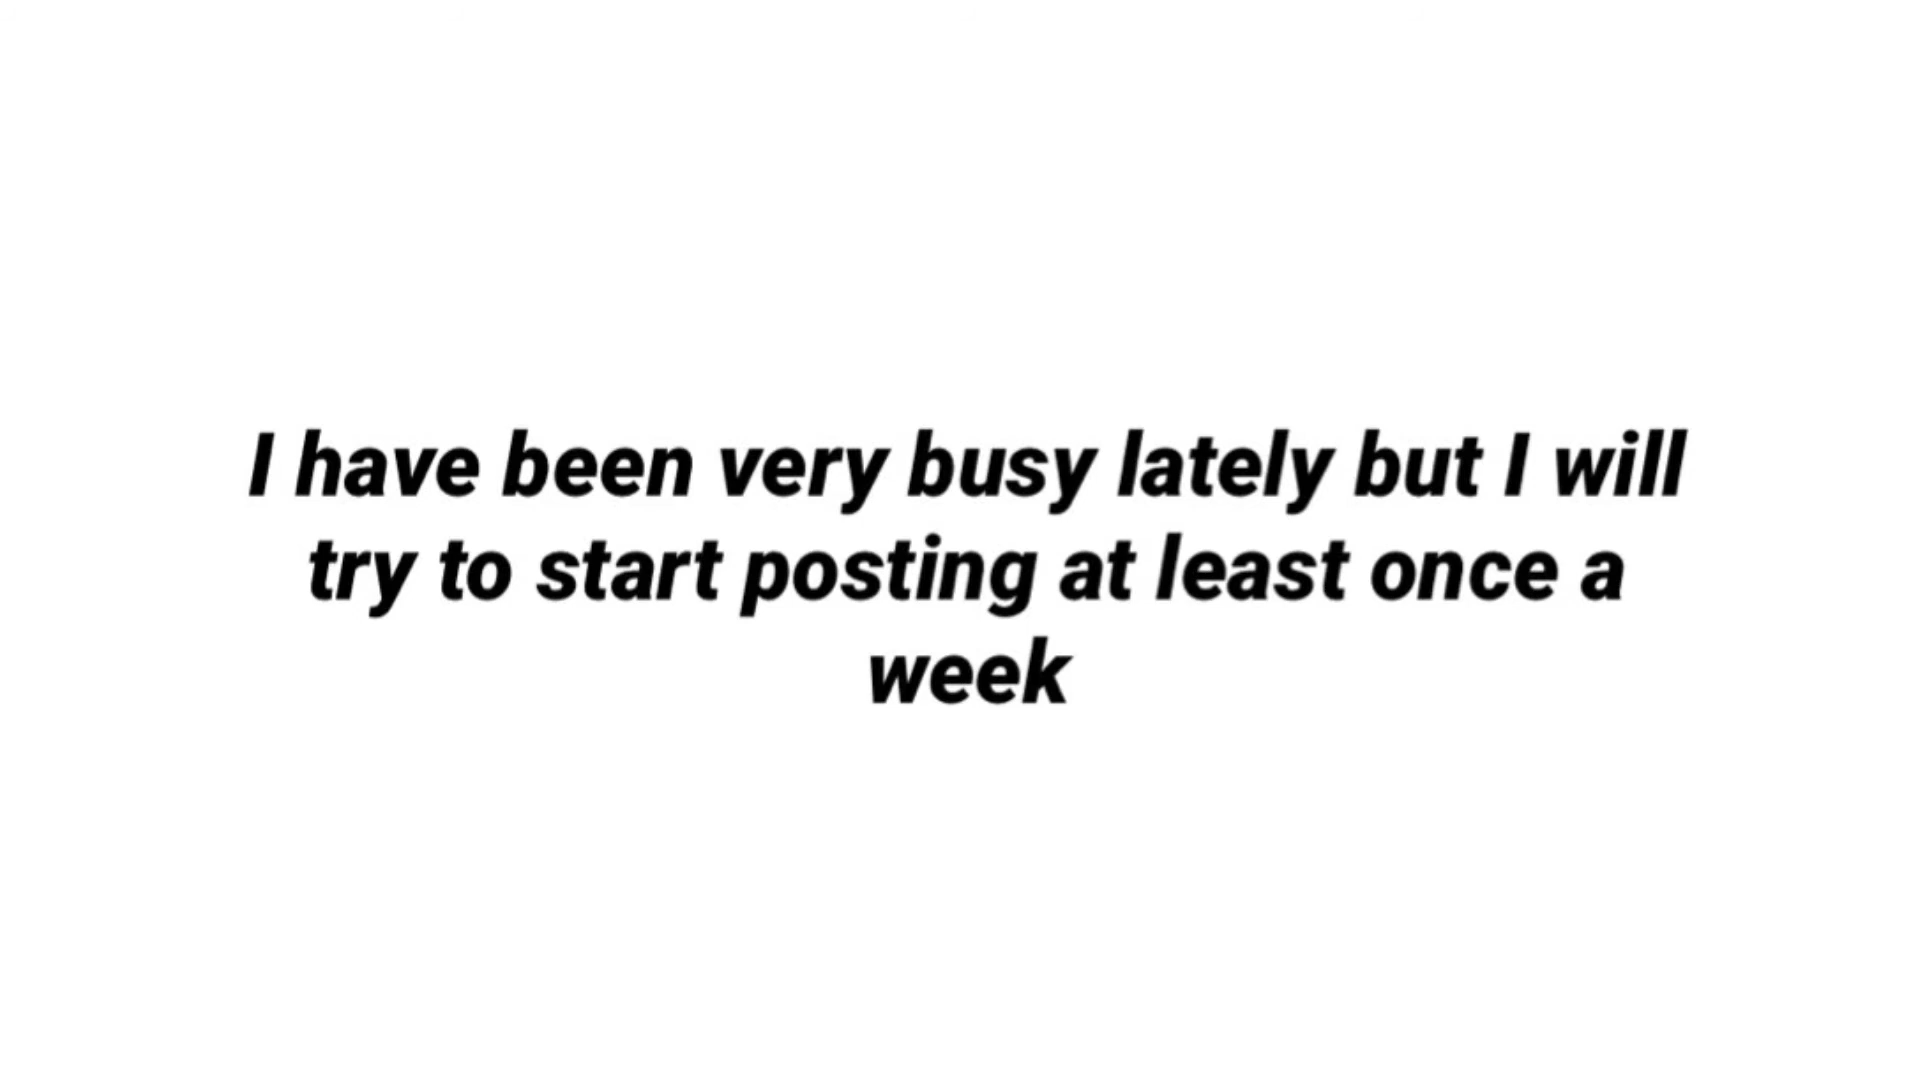 I have been very busy lately but I will
try to start posting at least once a
week